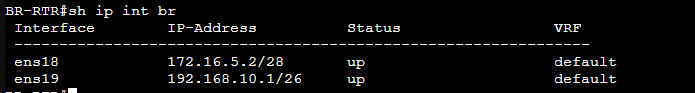 BR-RTR#sh ip int br
Interface IP-Address Status VRF
---------------------------------------------------------------
ens18 172.16.5.2/28 up default
ens19 192.168.10.1/26 up default
BR-RTR#